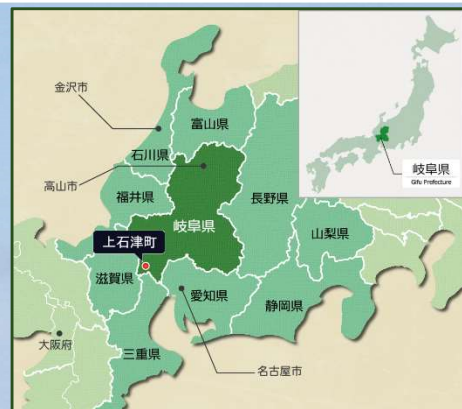 金沢市
富山県
石川県
高山市
福井県
長野県
岐阜県
上石津町
山梨県
滋賀県
愛知県
静岡県
大阪府
三重県
名古屋市
岐阜県
Gifu Prefecture